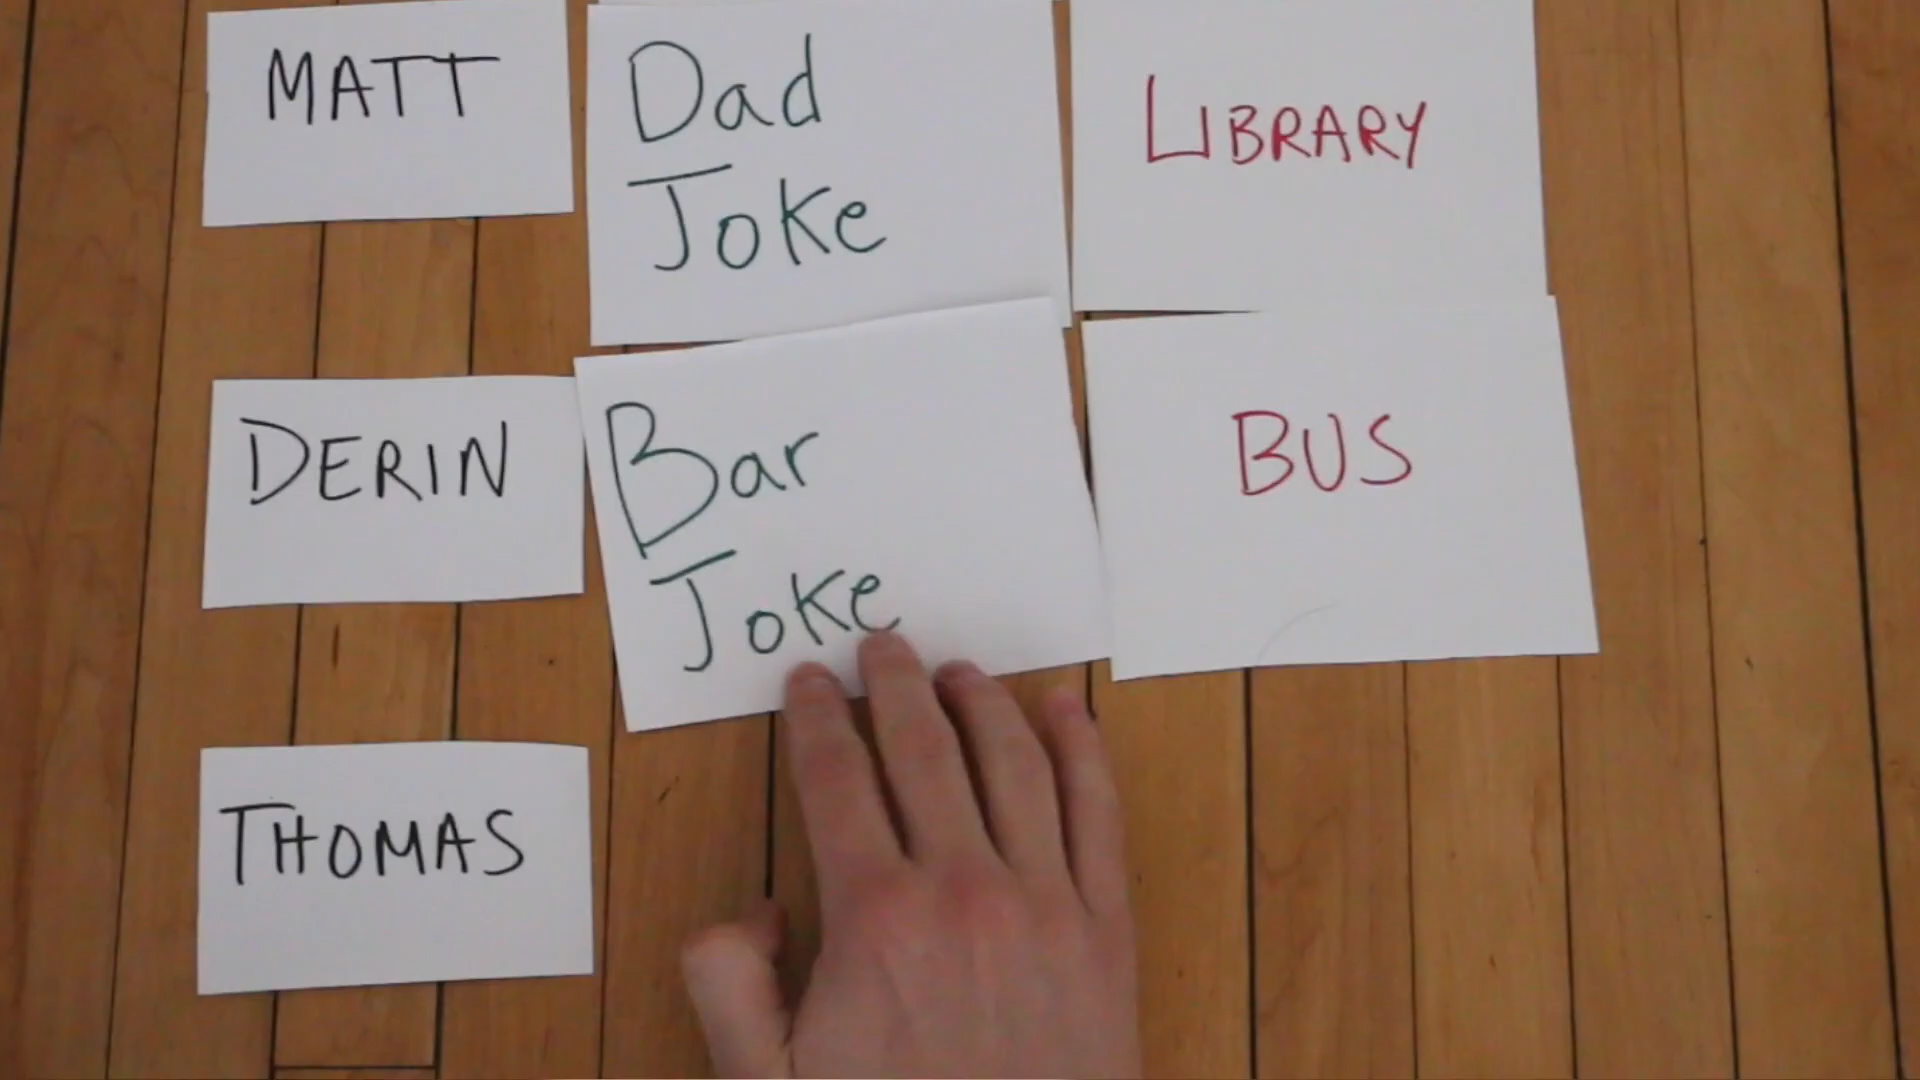 MATT
Dad
Joke
LIBRARY
DERIN
Bar
Joke
BUS
THOMAS